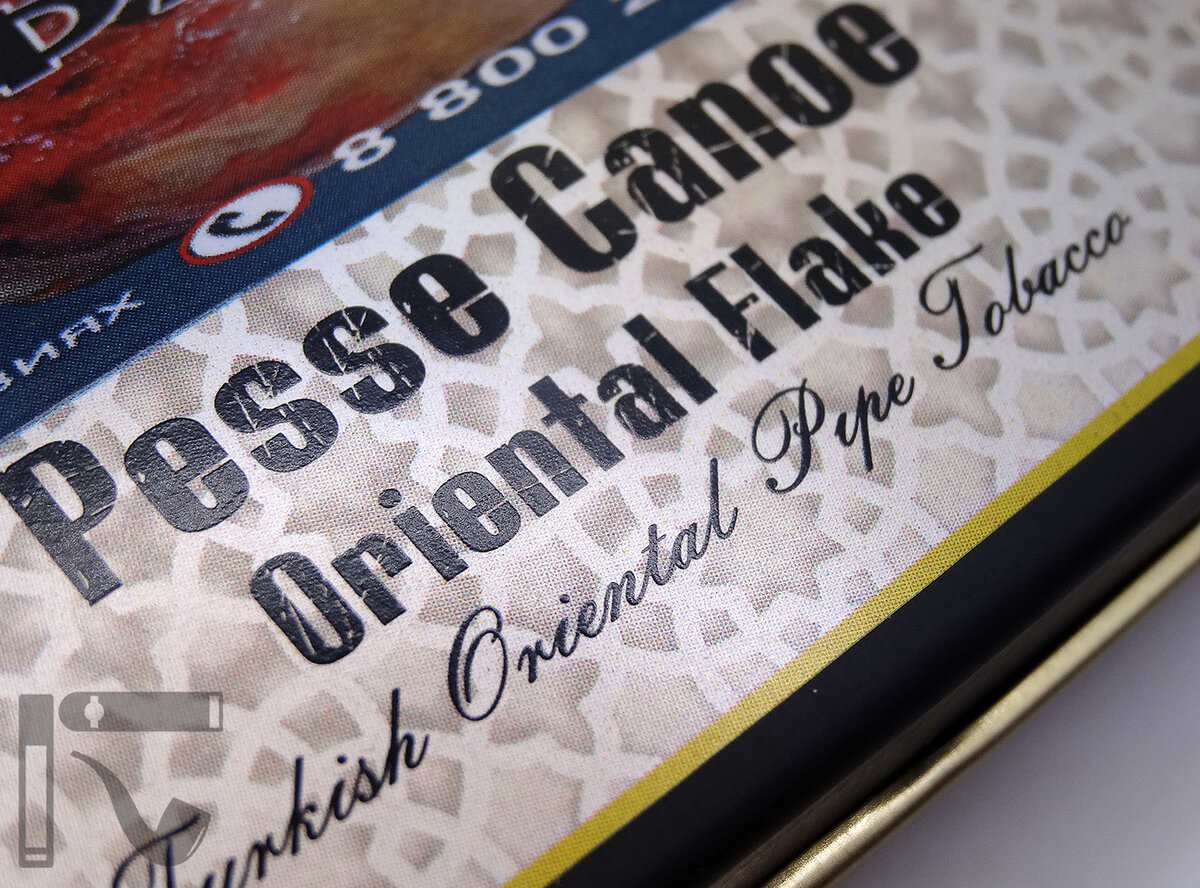 8 800
Pesse Canoe
Oriental Flake
Turkish Oriental Pipe Tobacco